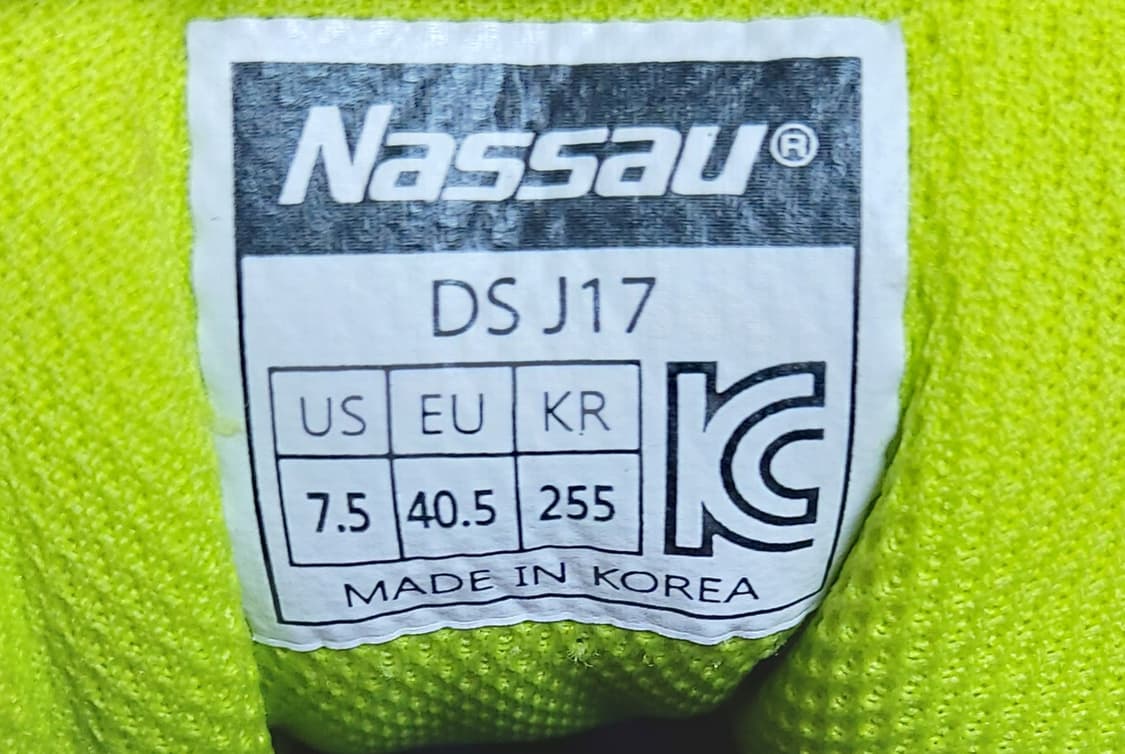 Nassau®
DS J17
US EU KR
7.5 40.5 255
KC
MADE IN KOREA